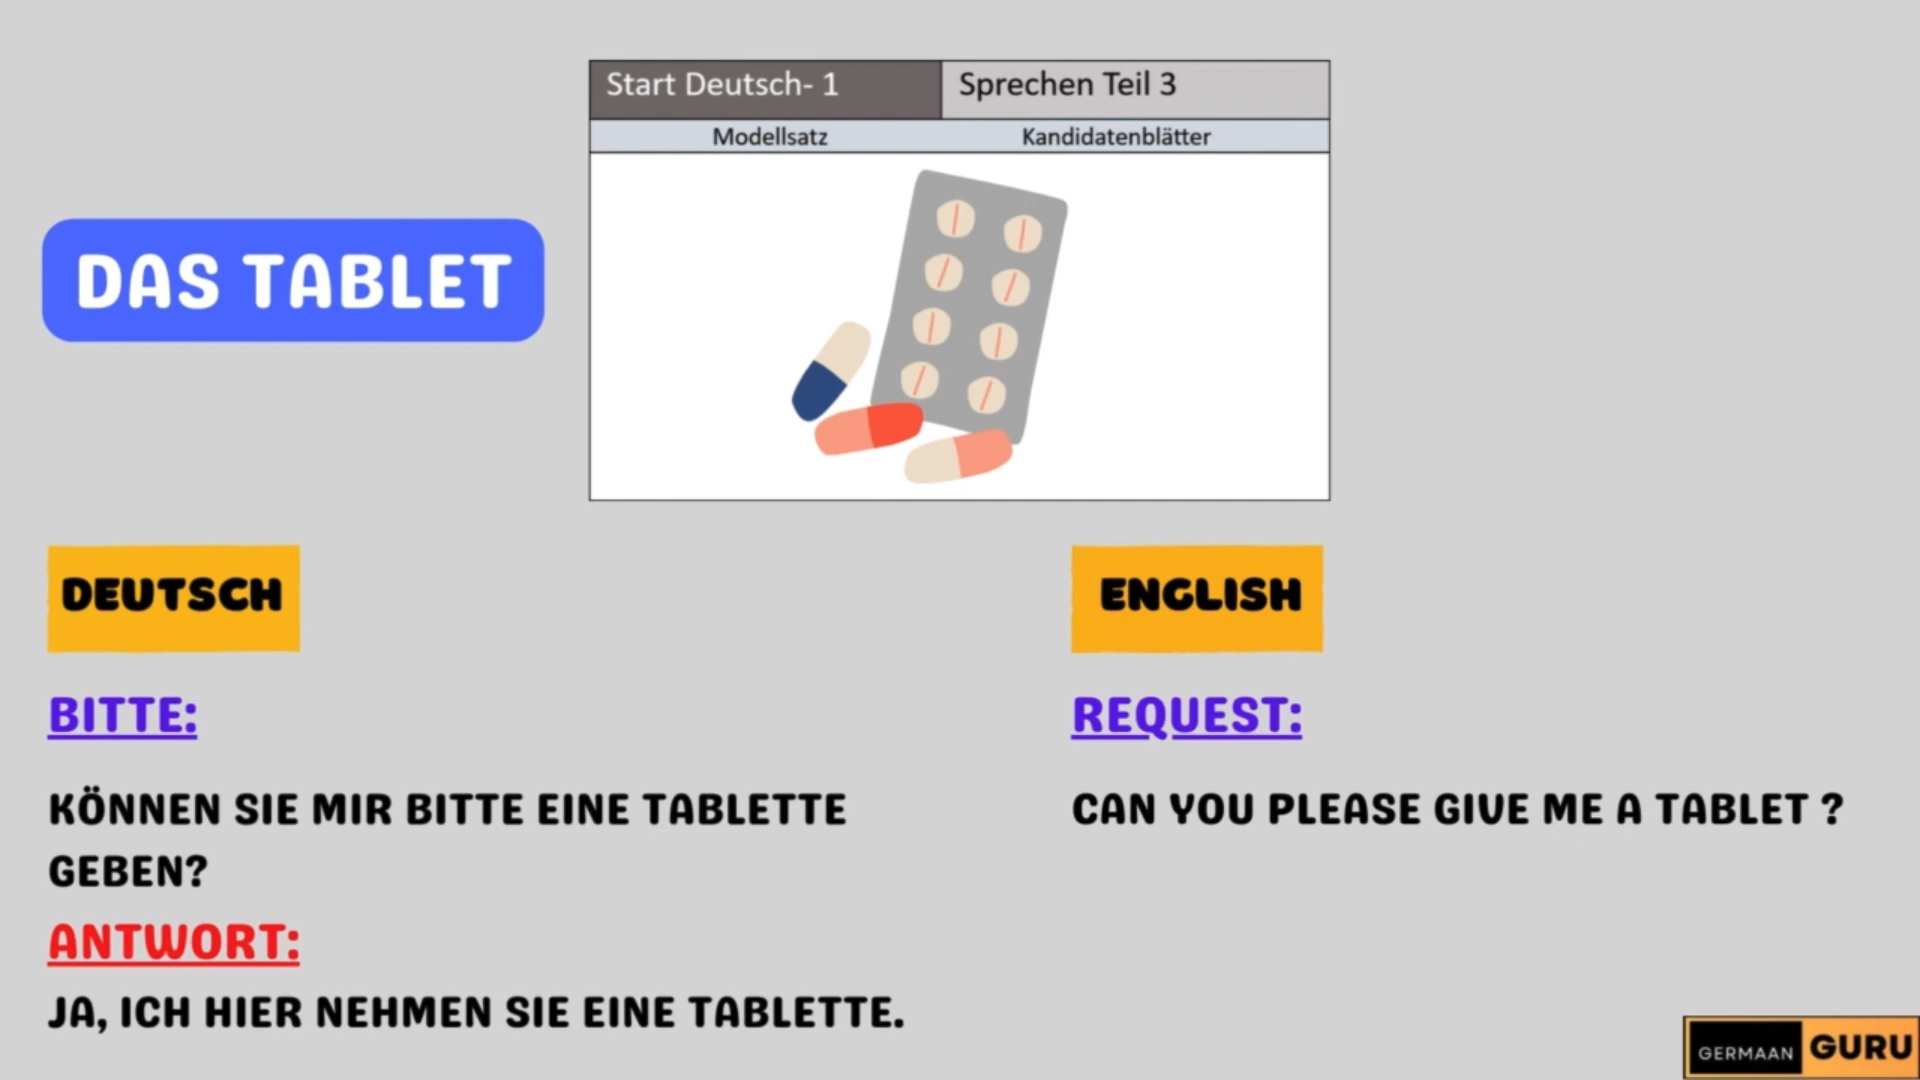 Start Deutsch- 1
Sprechen Teil 3
Modellsatz
Kandidatenblätter
DAS TABLET
DEUTSCH
BITTE:
KÖNNEN SIE MIR BITTE EINE TABLETTE
GEBEN?
ANTWORT:
JA, ICH HIER NEHMEN SIE EINE TABLETTE.
ENGLISH
REQUEST:
CAN YOU PLEASE GIVE ME A TABLET ?
GERMAAN GURU